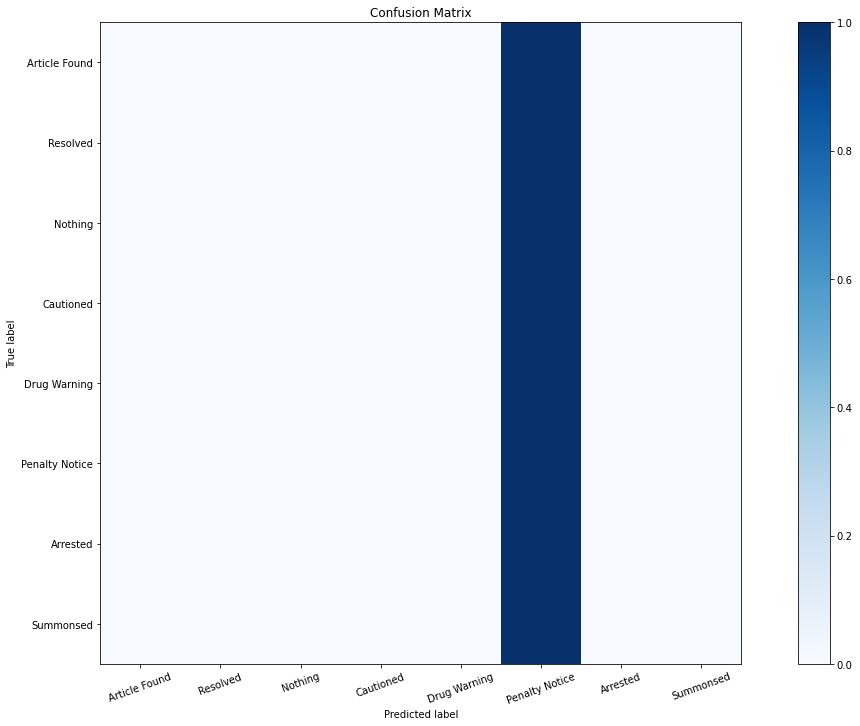 Confusion Matrix
True label
Article Found
Resolved
Nothing
Cautioned
Drug Warning
Penalty Notice
Arrested
Summonsed
Article Found
Resolved
Nothing
Cautioned
Drug Warning
Penalty Notice
Arrested
Summonsed
Predicted label
1.0
0.8
0.6
0.4
0.2
0.0